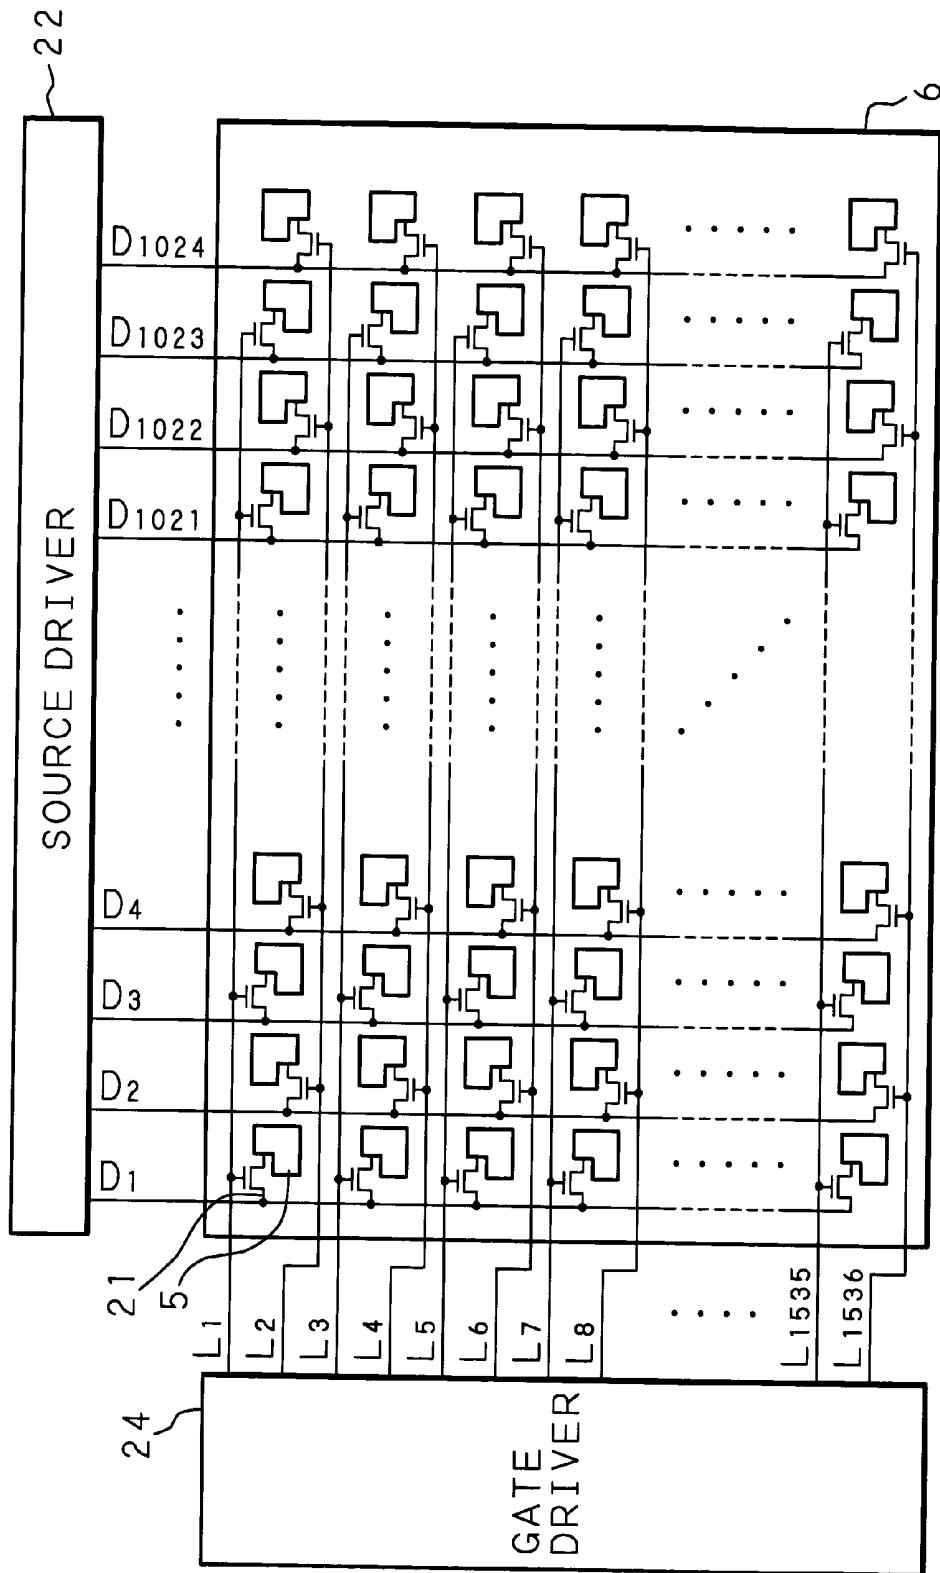 22
SOURCE DRIVER
D1
D2
D3
D4
D1021
D1022
D1023
D1024
21
5
6
24
GATE
DRIVER
L1
L2
L3
L4
L5
L6
L7
L8
L1535
L1536